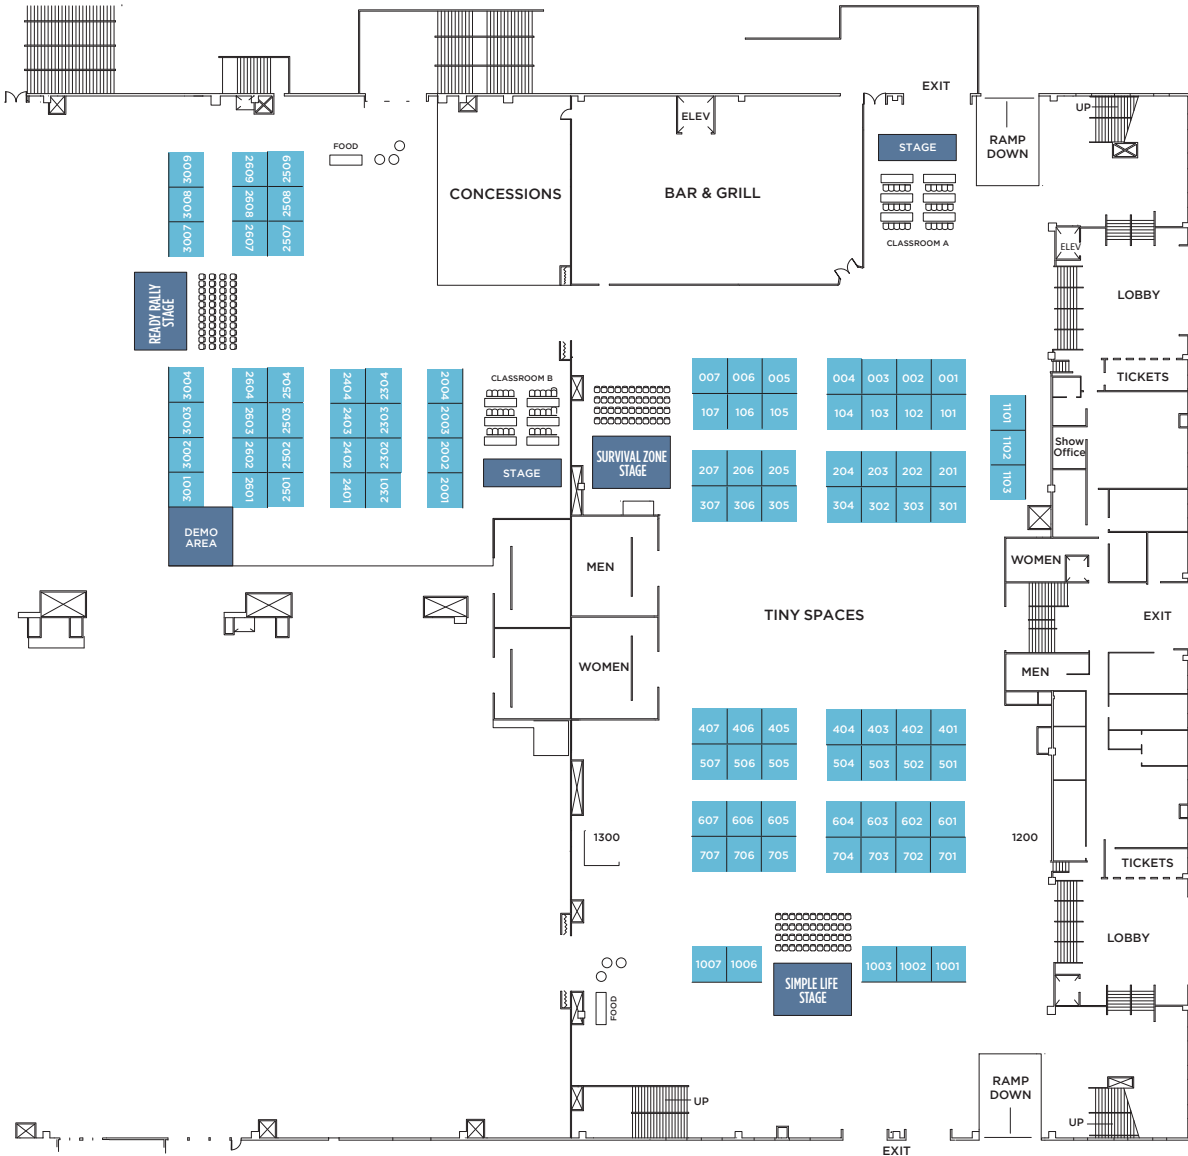 EXIT
UP
ELEV
STAGE
RAMP
DOWN
FOOD
3009
2609
2509
CONCESSIONS
BAR & GRILL
3008
2608
2508
3007
2607
2507
CLASSROOM A
ELEV
LOBBY
READY RALLY
STAGE
TICKETS
3004
2604
2504
2404
2304
2004
CLASSROOM B
007 006 005
004 003 002 001
3003
2603
2503
2403
2303
2003
107 106 105
104 103 102 101
1101
3002
2602
2502
2402
2302
2002
SURVIVAL ZONE
STAGE
1102
Show
Office
3201
2601
2501
2401
2301
2001
STAGE
207 206 205
204 203 202 201
1103
307 306 305
304 302 303 301
DEMO
AREA
MEN
WOMEN
TINY SPACES
EXIT
WOMEN
MEN
407 406 405
404 403 402 401
507 506 505
504 503 502 501
607 606 605
604 603 602 601
1300
1200
707 706 705
704 703 702 701
TICKETS
LOBBY
1007 1006
1003 1002 1001
SIMPLE LIFE
STAGE
FOOD
RAMP
DOWN
UP
UP
EXIT